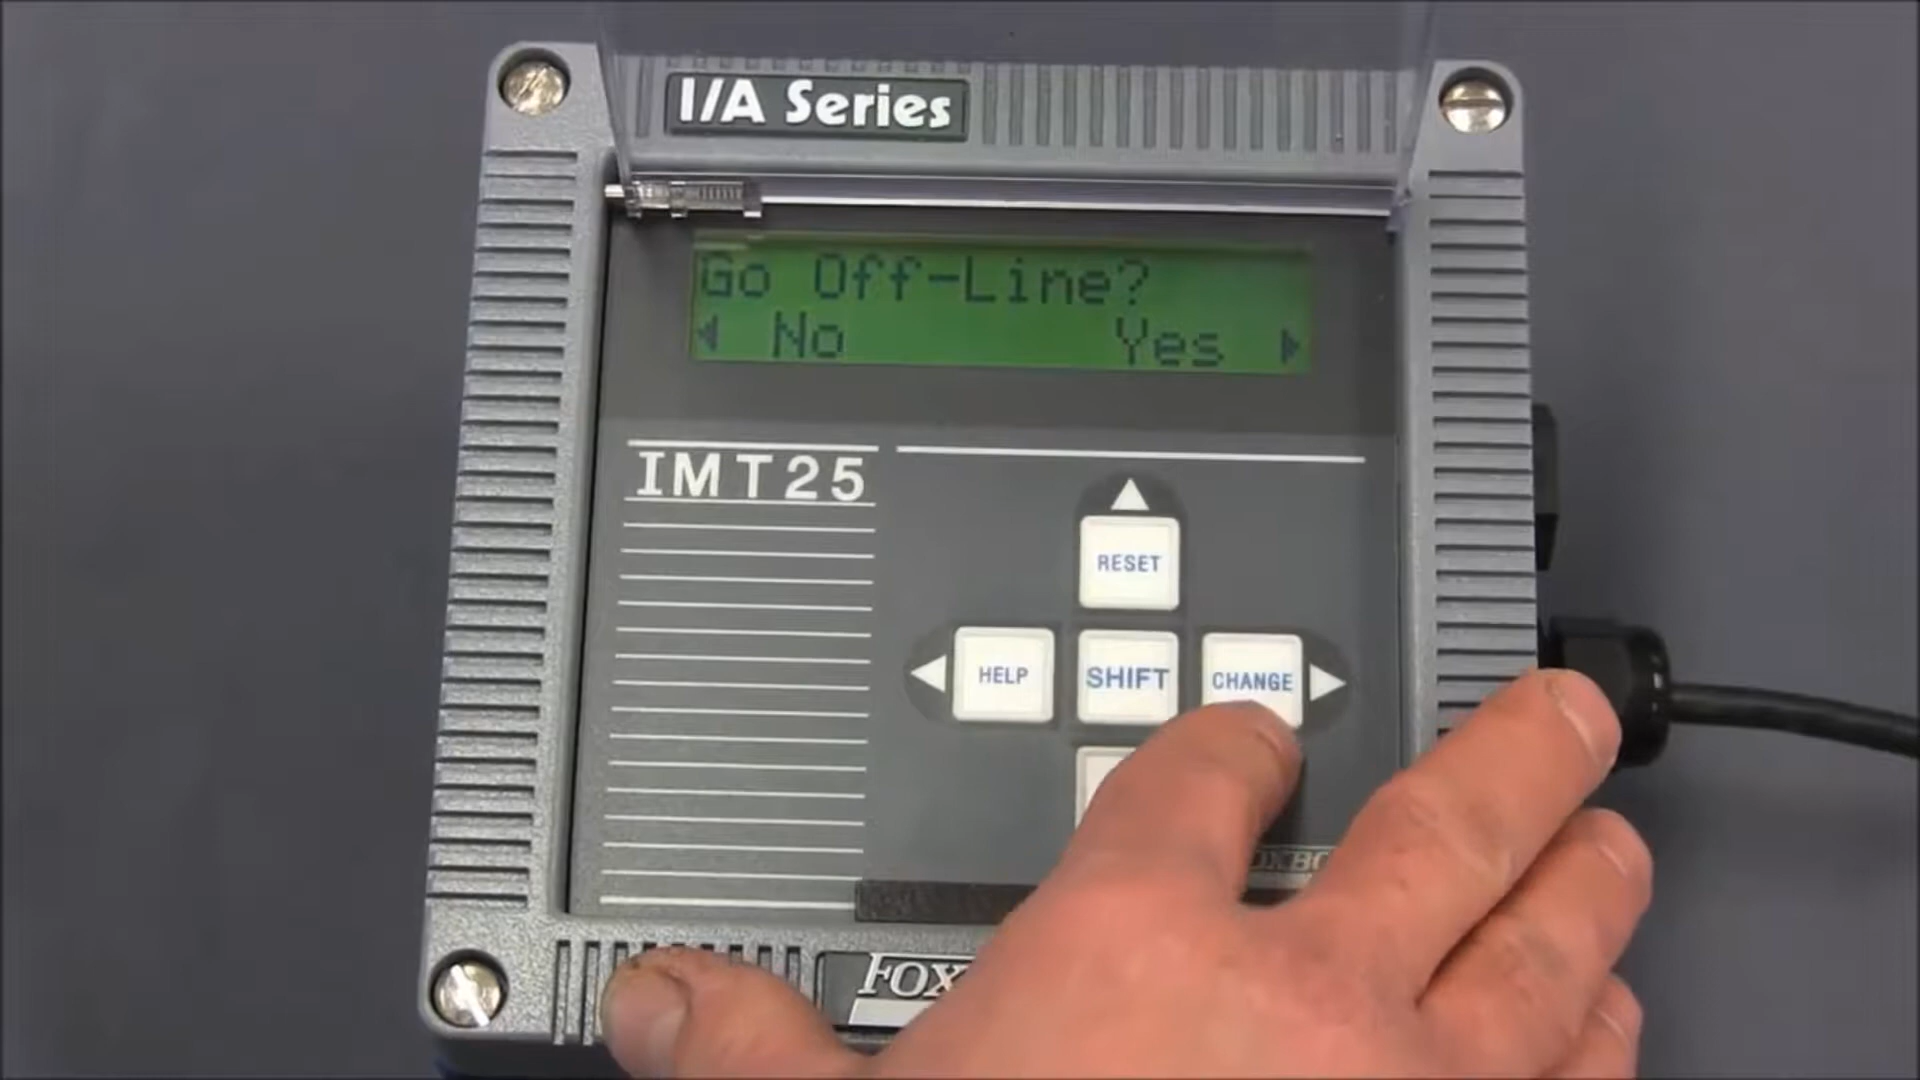 I/A Series
Go Off-Line?
No Yes
IMT25
RESET
HELP SHIFT CHANGE